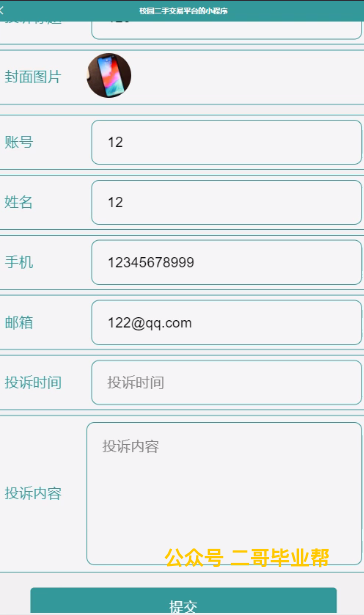 校园二手交易平台的小程序
封面图片
账号
12
姓名
12
手机
12345678999
邮箱
122@qq.com
投诉时间
投诉时间
投诉内容
投诉内容
公众号 二哥毕业帮
提交